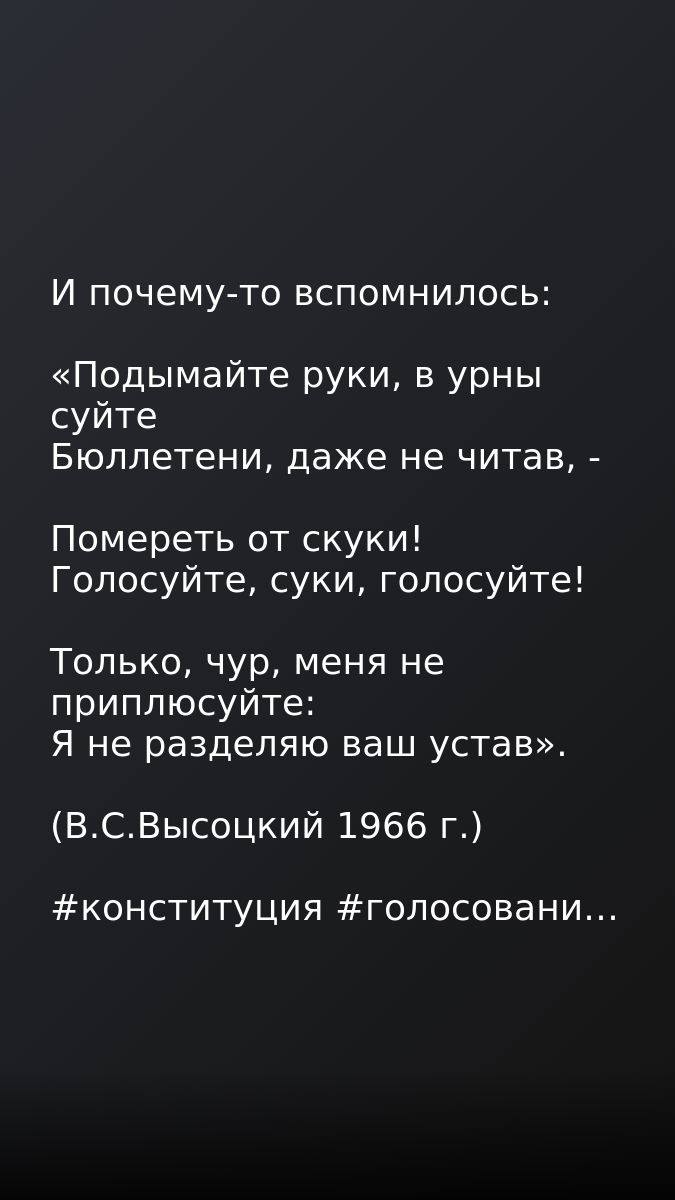 И почему-то вспомнилось:
«Подымайте руки, в урны
суйте
Бюллетени, даже не читав, -
Помереть от скуки!
Голосуйте, суки, голосуйте!
Только, чур, меня не
приплюсуйте:
Я не разделяю ваш устав».
(В.С.Высоцкий 1966 г.)
#конституция #голосовани...